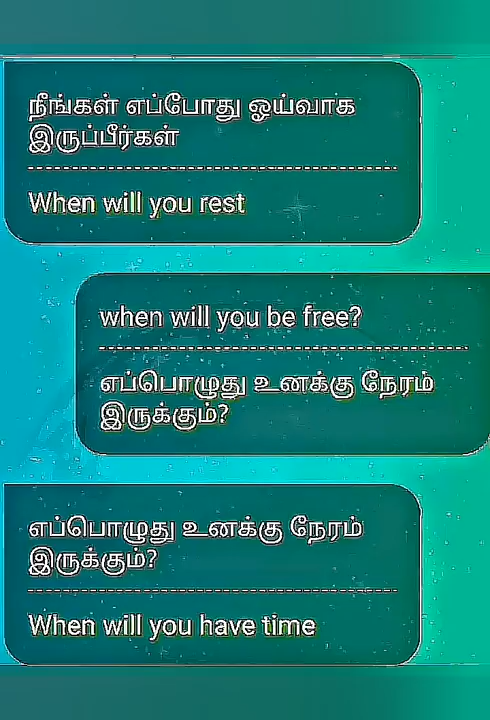 நீங்கள் எப்போது ஓய்வாக
இருப்பீர்கள்
When will you rest
when will you be free?
எப்பொழுது உனக்கு நேரம்
இருக்கும்?
எப்பொழுது உனக்கு நேரம்
இருக்கும்?
When will you have time